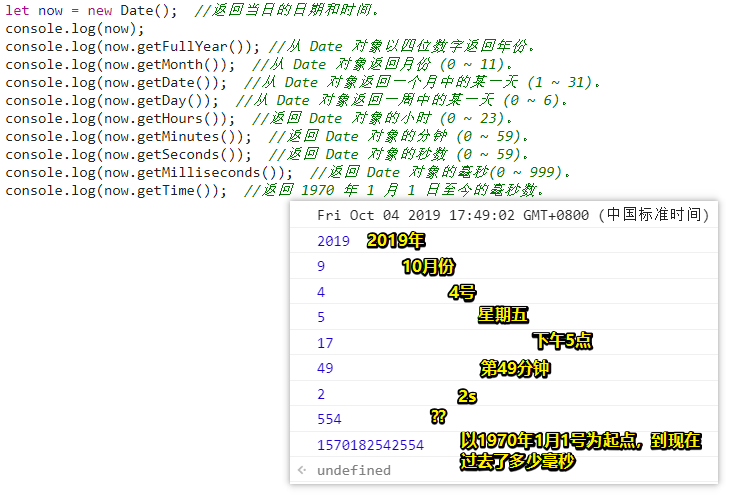 let now = new Date();  //返回当日的日期和时间。
console.log(now);
console.log(now.getFullYear()); //从 Date 对象以四位数字返回年份。
console.log(now.getMonth());  //从 Date 对象返回月份 (0 ~ 11)。
console.log(now.getDate());  //从 Date 对象返回一个月中的某一天 (1 ~ 31)。
console.log(now.getDay());  //从 Date 对象返回一周中的某一天 (0 ~ 6)。
console.log(now.getHours());  //返回 Date 对象的小时 (0 ~ 23)。
console.log(now.getMinutes());  //返回 Date 对象的分钟 (0 ~ 59)。
console.log(now.getSeconds());  //返回 Date 对象的秒数 (0 ~ 59)。
console.log(now.getMilliseconds());  //返回 Date 对象的毫秒(0 ~ 999)。
console.log(now.getTime());  //返回 1970 年 1 月 1 日至今的毫秒数。
Fri Oct 04 2019 17:49:02 GMT+0800 (中国标准时间)
2019 2019年
9 10月份
4 4号
5 星期五
17 下午5点
49 第49分钟
2 2s
554 ??
1570182542554 以1970年1月1号为起点，到现在
过去了多少毫秒
undefined